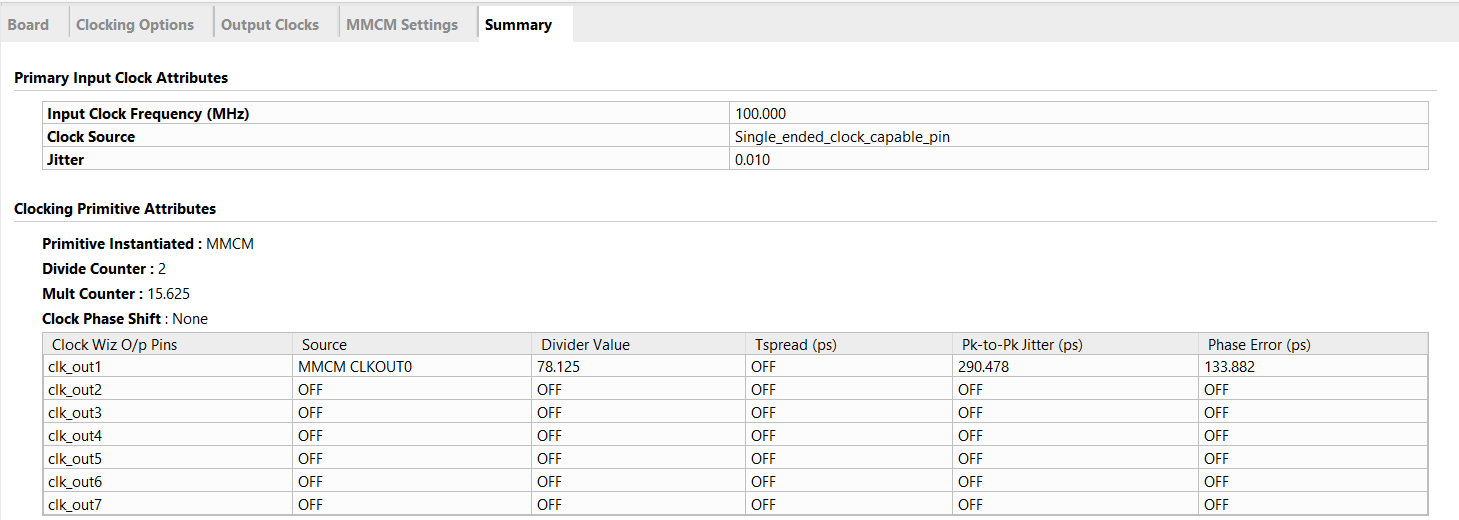 Board Clocking Options Output Clocks MMCM Settings Summary
Primary Input Clock Attributes
Input Clock Frequency (MHz) 100.000
Clock Source Single_ended_clock_capable_pin
Jitter 0.010
Clocking Primitive Attributes
Primitive Instantiated : MMCM
Divide Counter : 2
Mult Counter : 15.625
Clock Phase Shift : None
Clock Wiz O/p Pins Source Divider Value Tspread (ps) Pk-to-Pk Jitter (ps) Phase Error (ps)
clk_out1 MMCM CLKOUT0 78.125 OFF 290.478 133.882
clk_out2 OFF OFF OFF OFF OFF
clk_out3 OFF OFF OFF OFF OFF
clk_out4 OFF OFF OFF OFF OFF
clk_out5 OFF OFF OFF OFF OFF
clk_out6 OFF OFF OFF OFF OFF
clk_out7 OFF OFF OFF OFF OFF